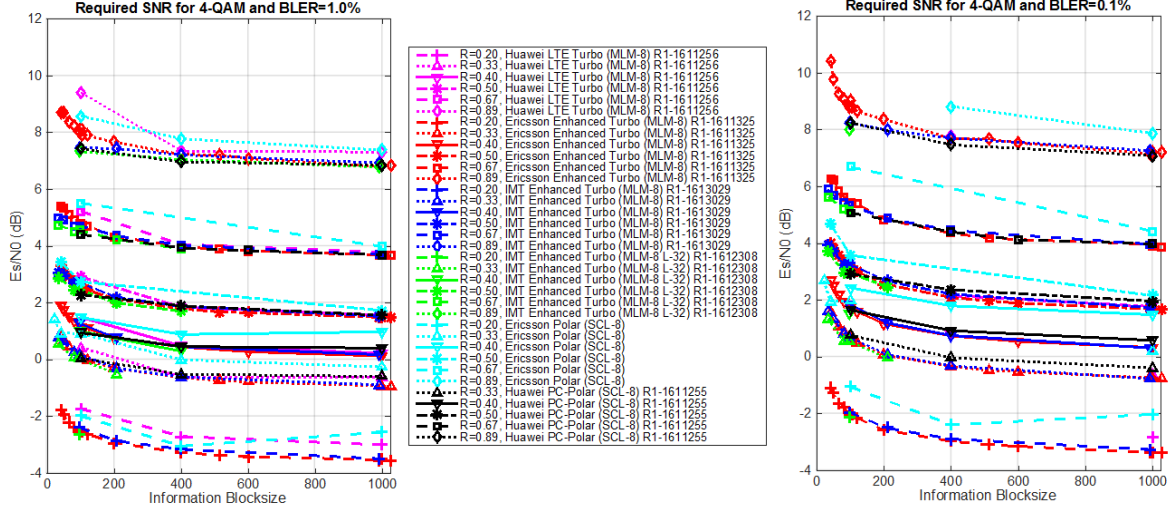 Required SNR for 4-QAM and BLER=1.0%
12
10
8
6
4
2
0
-2
-4
Es/N0 (dB)
0
200
400
600
800
1000
Information Blocksize
R=0.20, Huawei LTE Turbo (MLM-8) R1-1611256
R=0.33, Huawei LTE Turbo (MLM-8) R1-1611256
R=0.40, Huawei LTE Turbo (MLM-8) R1-1611256
R=0.50, Huawei LTE Turbo (MLM-8) R1-1611256
R=0.67, Huawei LTE Turbo (MLM-8) R1-1611256
R=0.89, Huawei LTE Turbo (MLM-8) R1-1611256
R=0.20, Ericsson Enhanced Turbo (MLM-8) R1-1611325
R=0.33, Ericsson Enhanced Turbo (MLM-8) R1-1611325
R=0.40, Ericsson Enhanced Turbo (MLM-8) R1-1611325
R=0.50, Ericsson Enhanced Turbo (MLM-8) R1-1611325
R=0.67, Ericsson Enhanced Turbo (MLM-8) R1-1611325
R=0.89, Ericsson Enhanced Turbo (MLM-8) R1-1611325
R=0.20, IMT Enhanced Turbo (MLM-8) R1-1613029
R=0.33, IMT Enhanced Turbo (MLM-8) R1-1613029
R=0.40, IMT Enhanced Turbo (MLM-8) R1-1613029
R=0.50, IMT Enhanced Turbo (MLM-8) R1-1613029
R=0.67, IMT Enhanced Turbo (MLM-8) R1-1613029
R=0.89, IMT Enhanced Turbo (MLM-8) R1-1613029
R=0.20, IMT Enhanced Turbo (MLM-8 L-32) R1-1612308
R=0.33, IMT Enhanced Turbo (MLM-8 L-32) R1-1612308
R=0.40, IMT Enhanced Turbo (MLM-8 L-32) R1-1612308
R=0.50, IMT Enhanced Turbo (MLM-8 L-32) R1-1612308
R=0.67, IMT Enhanced Turbo (MLM-8 L-32) R1-1612308
R=0.89, IMT Enhanced Turbo (MLM-8 L-32) R1-1612308
R=0.20, Ericsson Polar (SCL-8)
R=0.33, Ericsson Polar (SCL-8)
R=0.40, Ericsson Polar (SCL-8)
R=0.50, Ericsson Polar (SCL-8)
R=0.67, Ericsson Polar (SCL-8)
R=0.89, Ericsson Polar (SCL-8)
R=0.33, Huawei PC-Polar (SCL-8) R1-1611255
R=0.40, Huawei PC-Polar (SCL-8) R1-1611255
R=0.50, Huawei PC-Polar (SCL-8) R1-1611255
R=0.67, Huawei PC-Polar (SCL-8) R1-1611255
R=0.89, Huawei PC-Polar (SCL-8) R1-1611255
Required SNR for 4-QAM and BLER=0.1%
12
10
8
6
4
2
0
-2
-4
Es/N0 (dB)
0
200
400
600
800
1000
Information Blocksize